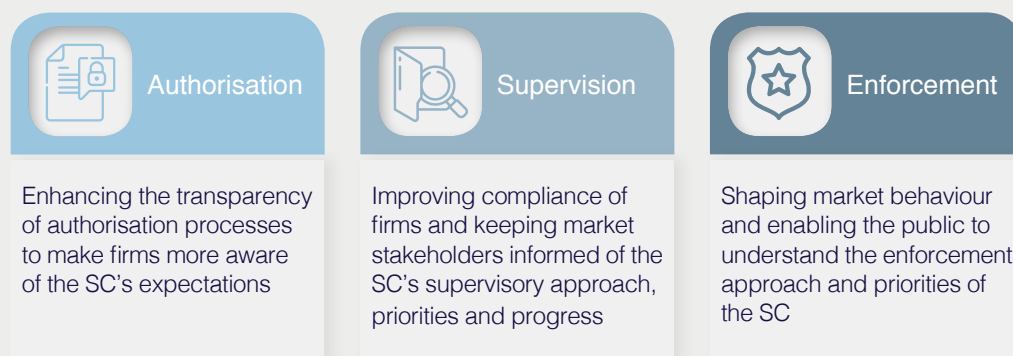 Authorisation
Enhancing the transparency
of authorisation processes
to make firms more aware
of the SC’s expectations
Supervision
Improving compliance of
firms and keeping market
stakeholders informed of the
SC’s supervisory approach,
priorities and progress
Enforcement
Shaping market behaviour
and enabling the public to
understand the enforcement
approach and priorities of
the SC